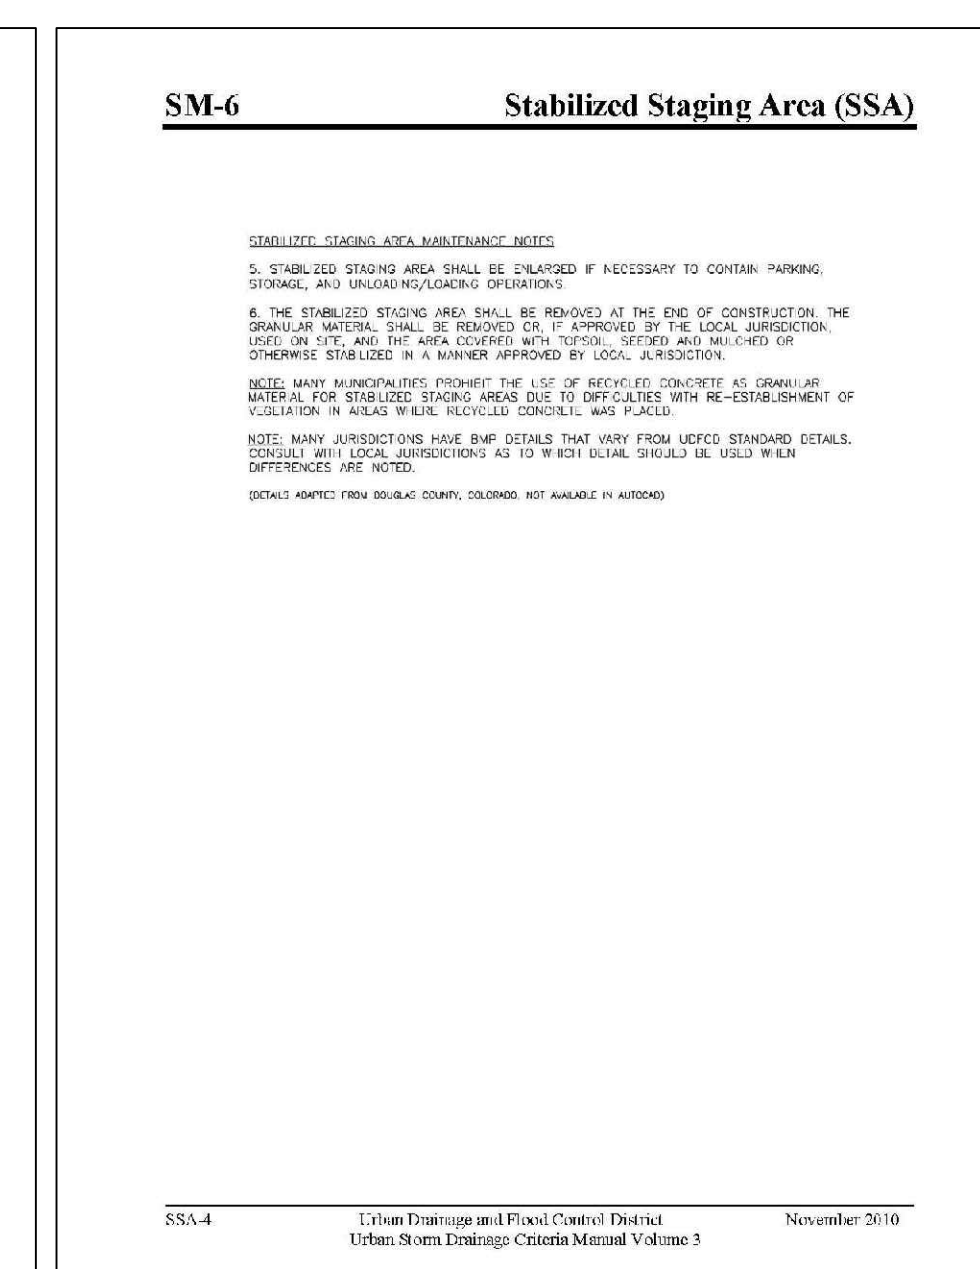 SM-6 Stabilized Staging Area (SSA)
STABILIZED STAGING AREA MAINTENANCE NOTES
5. STABILIZED STAGING AREA SHALL BE ENLARGED IF NECESSARY TO CONTAIN PARKING,
STORAGE, AND UNLOADING/LOADING OPERATIONS.
6. THE STABILIZED STAGING AREA SHALL BE REMOVED AT THE END OF CONSTRUCTION. THE
GRANULAR MATERIAL SHALL BE REMOVED OR, IF APPROVED BY THE LOCAL JURISDICTION,
USED ON SITE, AND THE AREA COVERED WITH TOPSOIL, SEEDED AND MULCHED OR
OTHERWISE STABILIZED IN A MANNER APPROVED BY LOCAL JURISDICTION.
NOTE: MANY MUNICIPALITIES PROHIBIT THE USE OF RECYCLED CONCRETE AS GRANULAR
MATERIAL FOR STABILIZED STAGING AREAS DUE TO DIFFICULTIES WITH RE-ESTABLISHMENT OF
VEGETATION IN AREAS WHERE RECYCLED CONCRETE WAS PLACED.
NOTE: MANY JURISDICTIONS HAVE BMP DETAILS THAT VARY FROM UDFCD STANDARD DETAILS.
CONSULT WITH LOCAL JURISDICTIONS AS TO WHICH DETAIL SHOULD BE USED WHEN
DIFFERENCES ARE NOTED.
(DETAILS ADAPTED FROM DOUGLAS COUNTY, COLORADO, NOT AVAILABLE IN AUTOCAD)
SSA-4 Urban Drainage and Flood Control District November 2010
Urban Storm Drainage Criteria Manual Volume 3